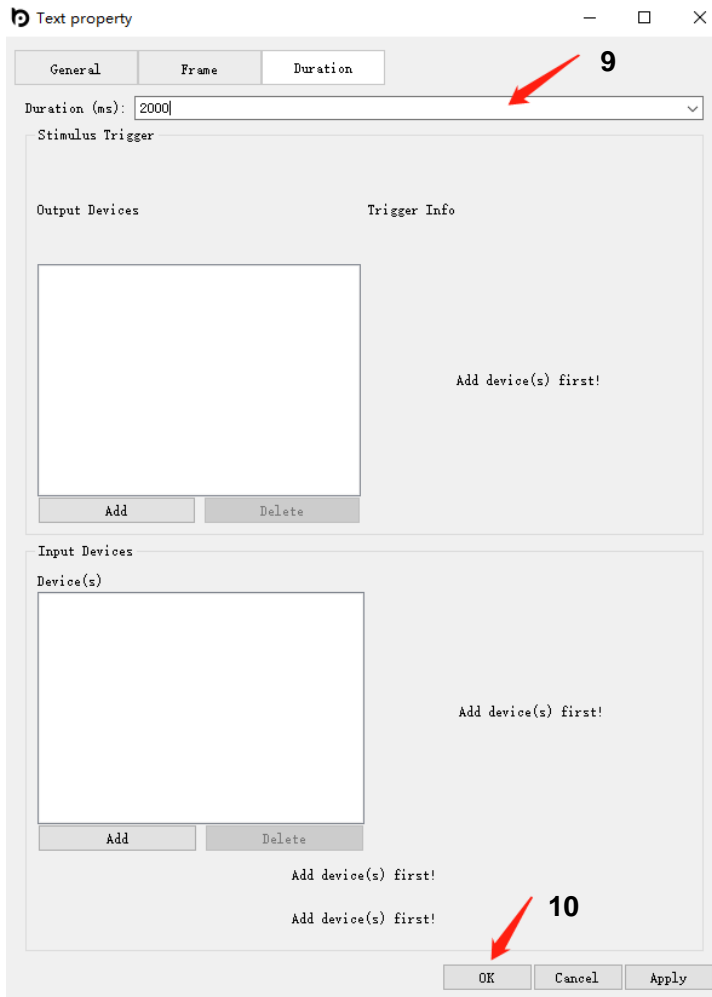 Text property
General Frame Duration
9
Duration (ms): 2000
Stimulus Trigger
Output Devices Trigger Info
Add device(s) first!
Add Delete
Input Devices
Device(s)
Add device(s) first!
Add Delete
Add device(s) first!
Add device(s) first!
10
OK Cancel Apply